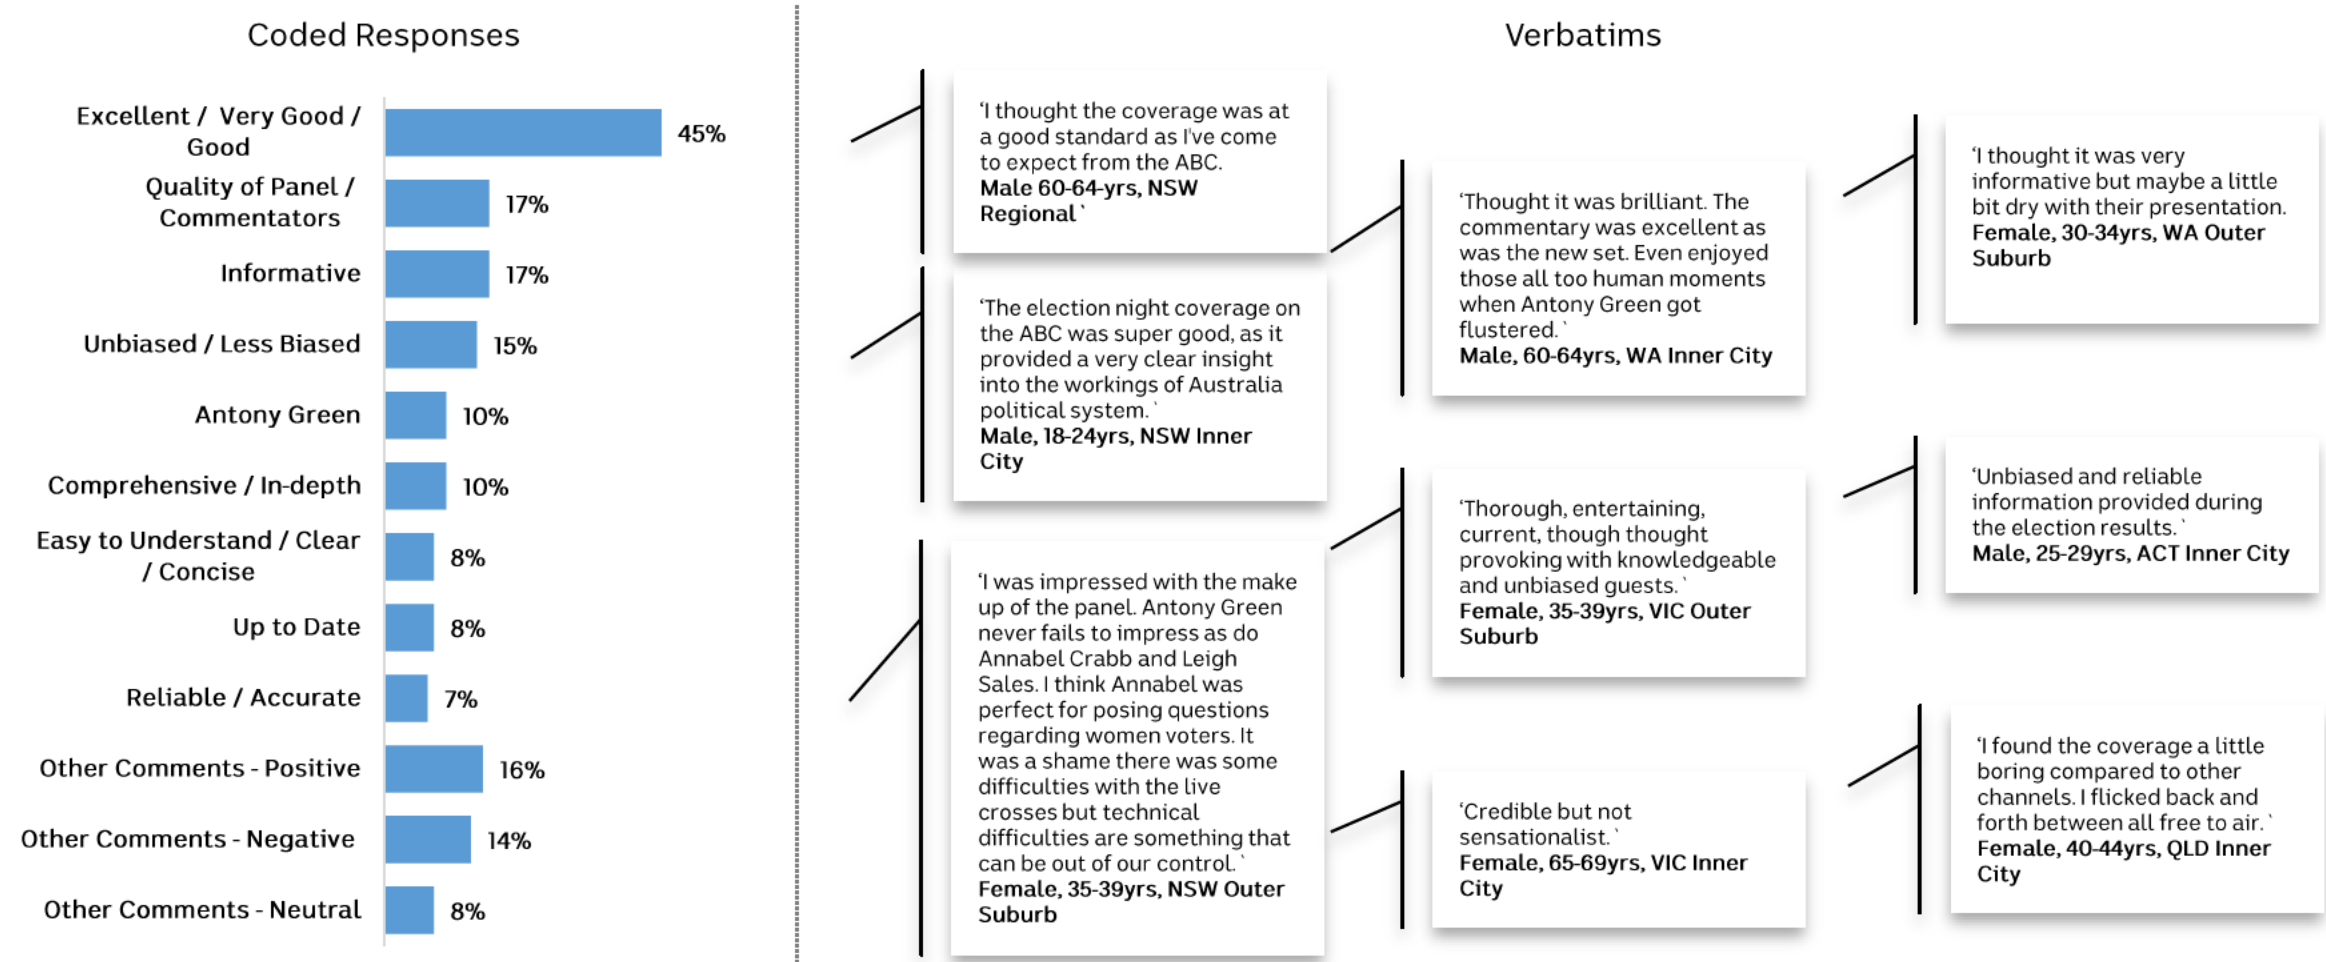 Coded Responses
Excellent / Very Good /
Good
45%
Quality of Panel /
Commentators
17%
Informative
17%
Unbiased / Less Biased
15%
Antony Green
10%
Comprehensive / In-depth
10%
Easy to Understand / Clear
/ Concise
8%
Up to Date
8%
Reliable / Accurate
7%
Other Comments - Positive
16%
Other Comments - Negative
14%
Other Comments - Neutral
8%
Verbatims
‘I thought the coverage was at
a good standard as I've come
to expect from the ABC.
Male 60-64-yrs, NSW
Regional`
‘The election night coverage on
the ABC was super good, as it
provided a very clear insight
into the workings of Australia
political system.`
Male, 18-24yrs, NSW Inner
City
‘I was impressed with the make
up of the panel. Antony Green
never fails to impress as do
Annabel Crabb and Leigh
Sales. I think Annabel was
perfect for posing questions
regarding women voters. It
was a shame there was some
difficulties with the live
crosses but technical
difficulties are something that
can be out of our control.`
Female, 35-39yrs, NSW Outer
Suburb
‘Thought it was brilliant. The
commentary was excellent as
was the new set. Even enjoyed
those all too human moments
when Antony Green got
flustered.`
Male, 60-64yrs, WA Inner City
‘Thorough, entertaining,
current, though thought
provoking with knowledgeable
and unbiased guests.`
Female, 35-39yrs, VIC Outer
Suburb
‘Credible but not
sensationalist.`
Female, 65-69yrs, VIC Inner
City
‘I thought it was very
informative but maybe a little
bit dry with their presentation.
Female, 30-34yrs, WA Outer
Suburb
‘Unbiased and reliable
information provided during
the election results.`
Male, 25-29yrs, ACT Inner City
‘I found the coverage a little
boring compared to other
channels. I flicked back and
forth between all free to air.`
Female, 40-44yrs, QLD Inner
City